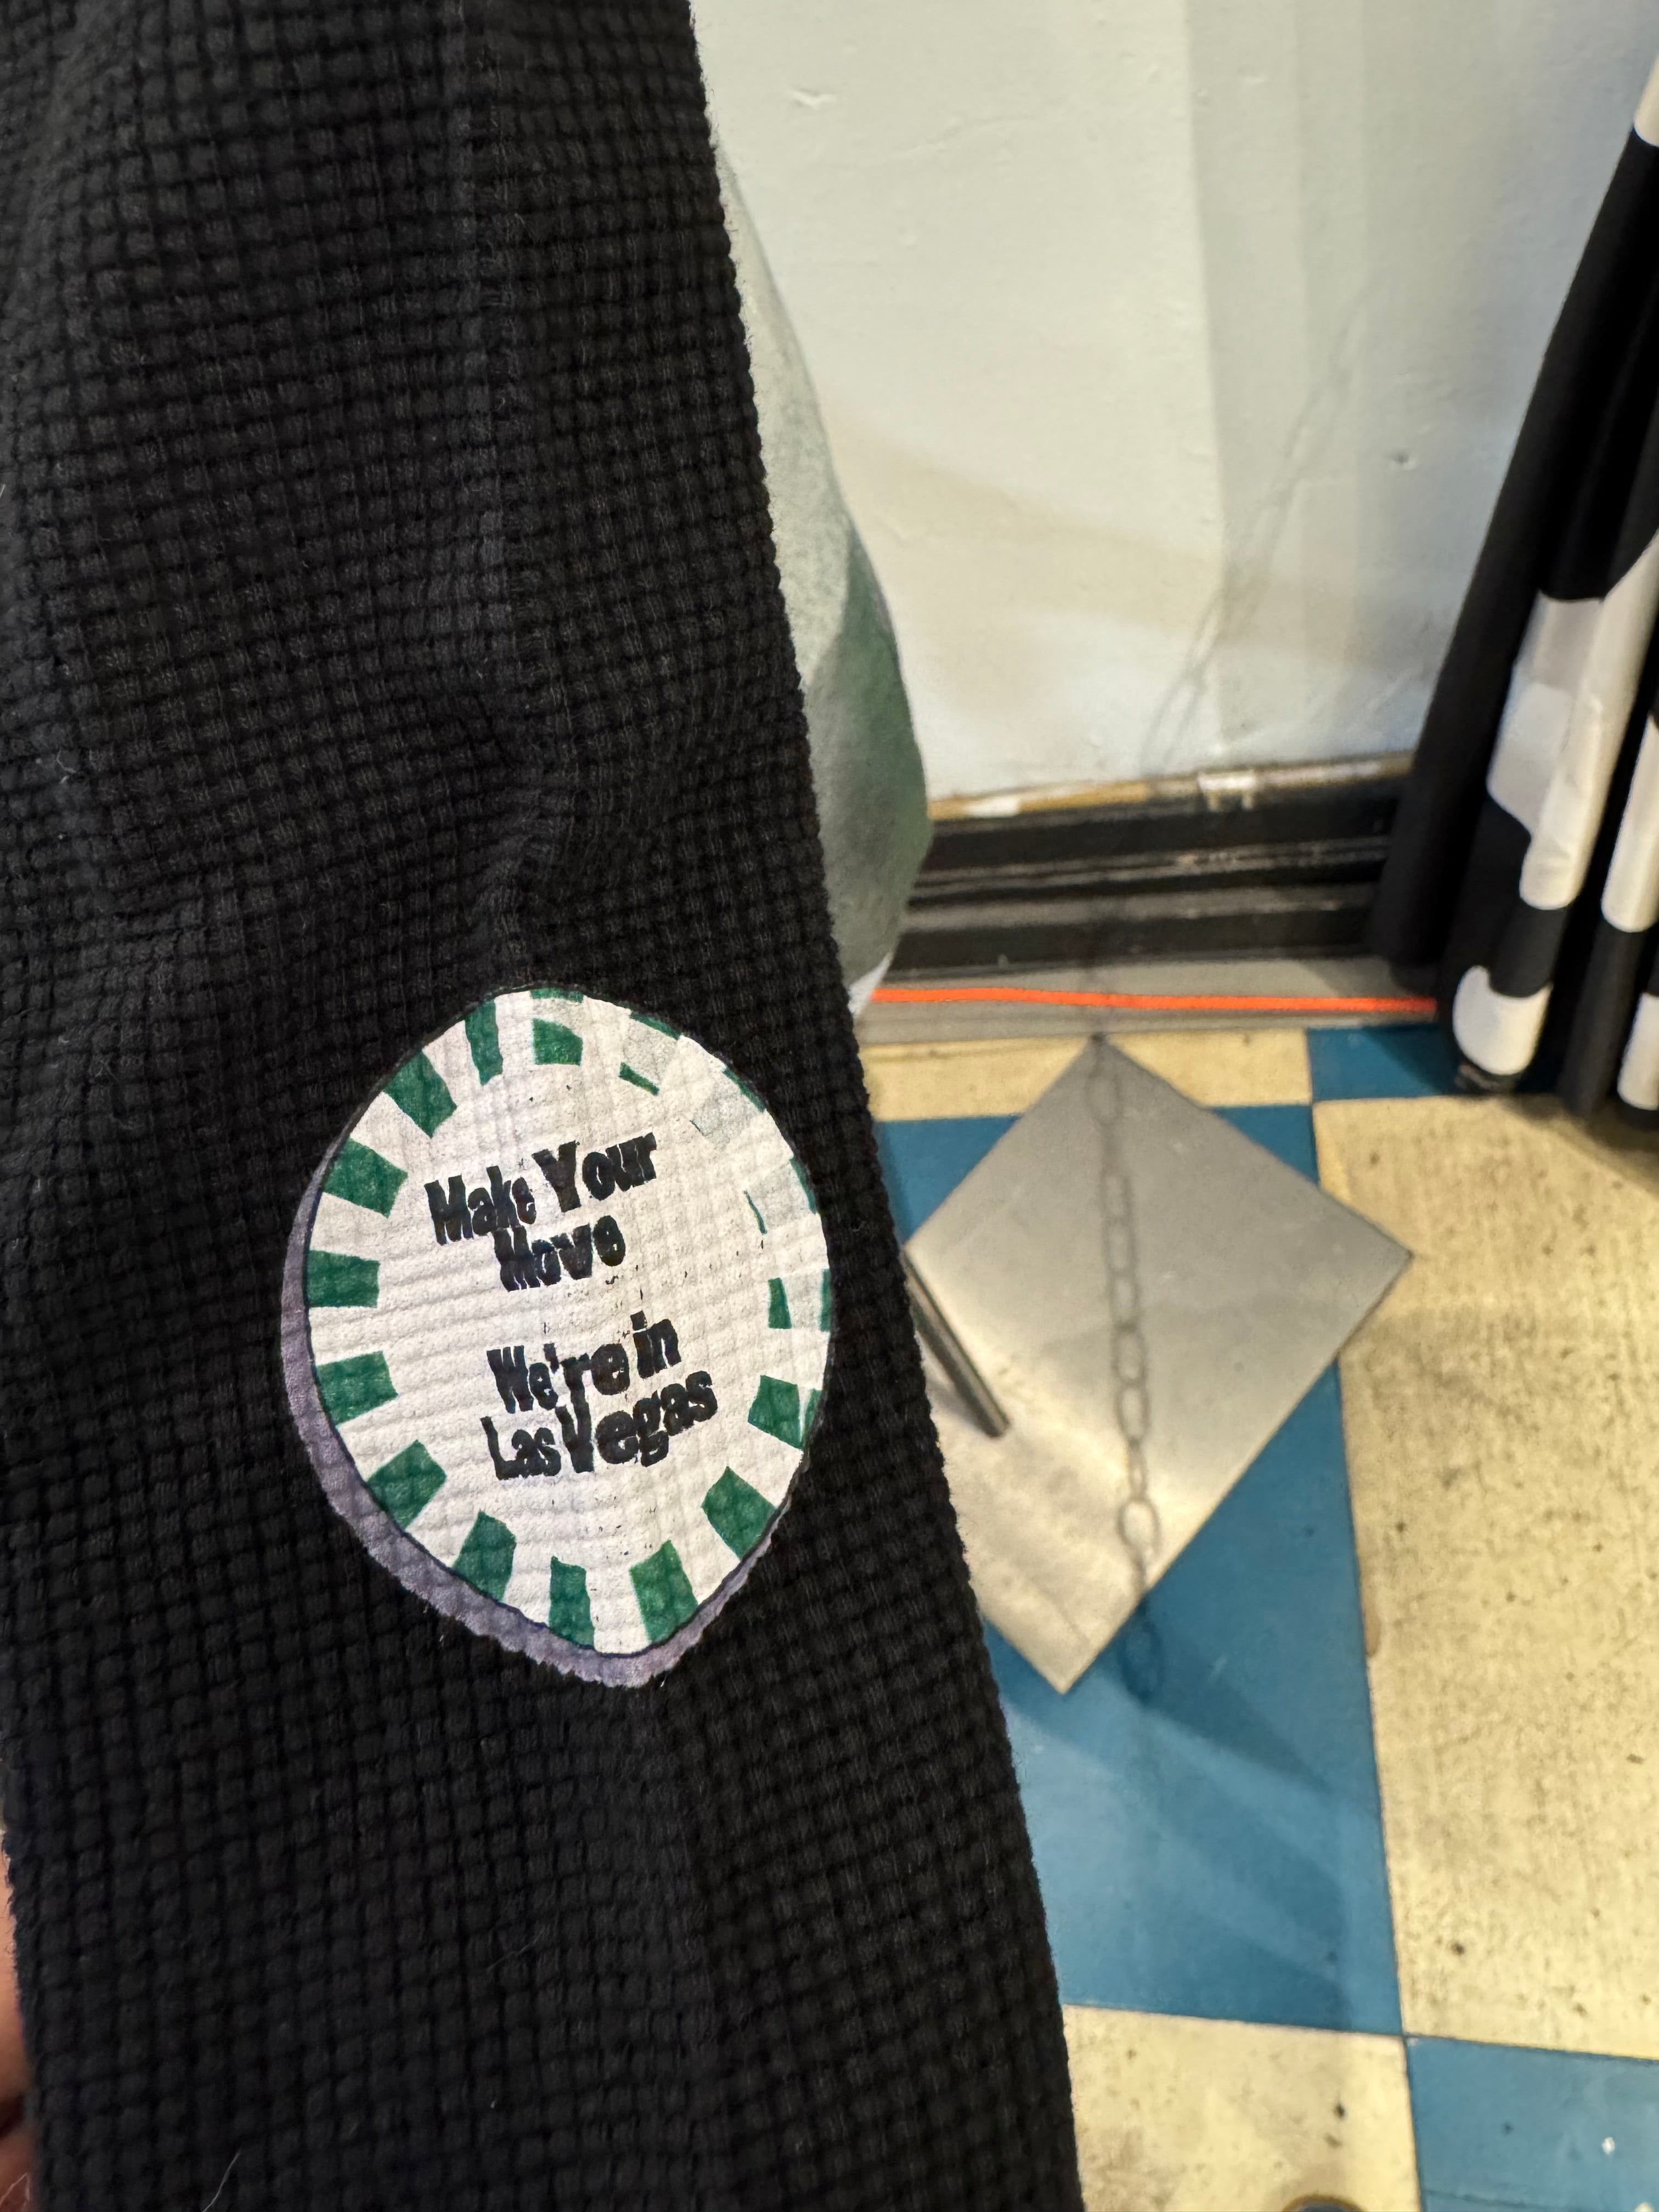 Make Your
Move
We're in
Las Vegas